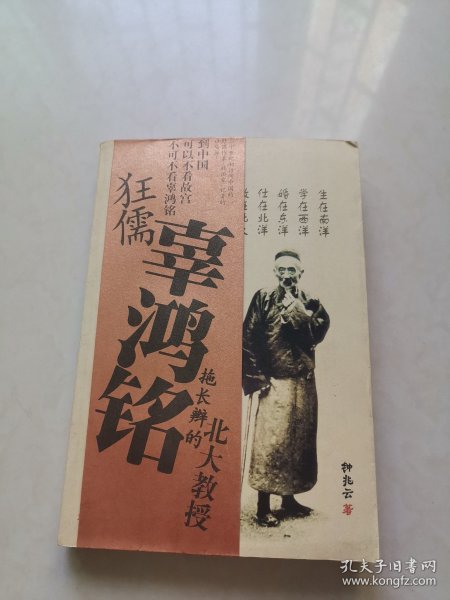 生在南洋
学在西洋
婚在东洋
仕在北洋
到中国
可以不看故宫
不可不看辜鸿铭
狂儒
辜鸿铭
拖长辫的
北大教授
钟兆云 著
孔夫子旧书网
www.kongfz.com